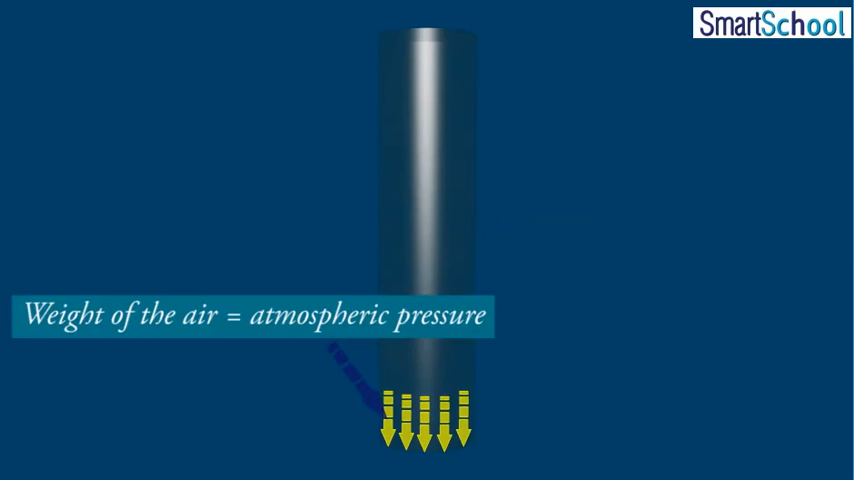 SmartSchool
Weight of the air = atmospheric pressure